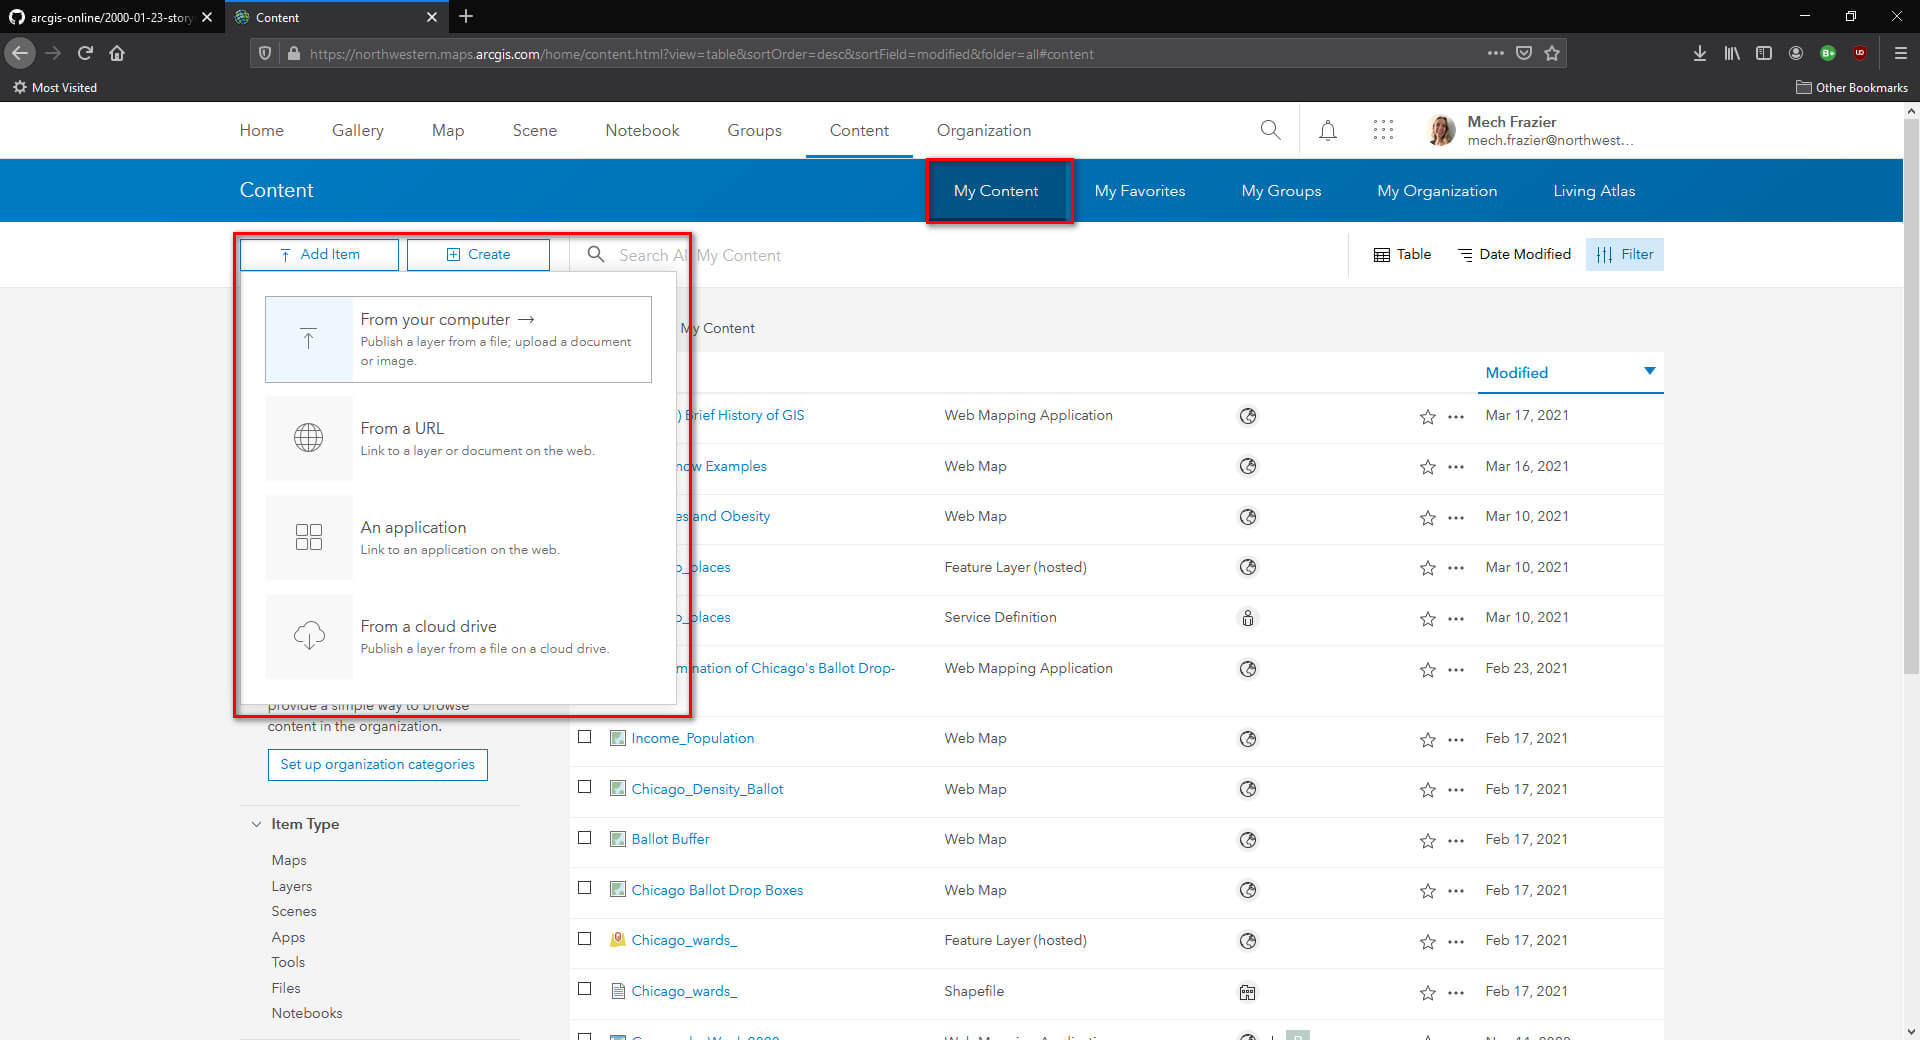 arcgis-online/2000-01-23-story
Content
https://northwestern.maps.arcgis.com/home/content.html?view=table&sortOrder=desc&sortField=modified&folder=all#content
Most Visited
Other Bookmarks
Home Gallery Map Scene Notebook Groups Content Organization
Mech Frazier
mech.frazier@northwest...
Content
My Content My Favorites My Groups My Organization Living Atlas
Add Item Create Search Al My Content Table Date Modified Filter
From your computer →
Publish a layer from a file; upload a document
or image.
From a URL
Link to a layer or document on the web.
An application
Link to an application on the web.
From a cloud drive
Publish a layer from a file on a cloud drive.
provide a simple way to browse
content in the organization.
Set up organization categories
Item Type
Maps
Layers
Scenes
Apps
Tools
Files
Notebooks
My Content
Modified
) Brief History of GIS Web Mapping Application Mar 17, 2021
now Examples Web Map Mar 16, 2021
es and Obesity Web Map Mar 10, 2021
o_places Feature Layer (hosted) Mar 10, 2021
o_places Service Definition Mar 10, 2021
mination of Chicago's Ballot Drop- Web Mapping Application Feb 23, 2021
Income_Population Web Map Feb 17, 2021
Chicago_Density_Ballot Web Map Feb 17, 2021
Ballot Buffer Web Map Feb 17, 2021
Chicago Ballot Drop Boxes Web Map Feb 17, 2021
Chicago_wards_ Feature Layer (hosted) Feb 17, 2021
Chicago_wards_ Shapefile Feb 17, 2021